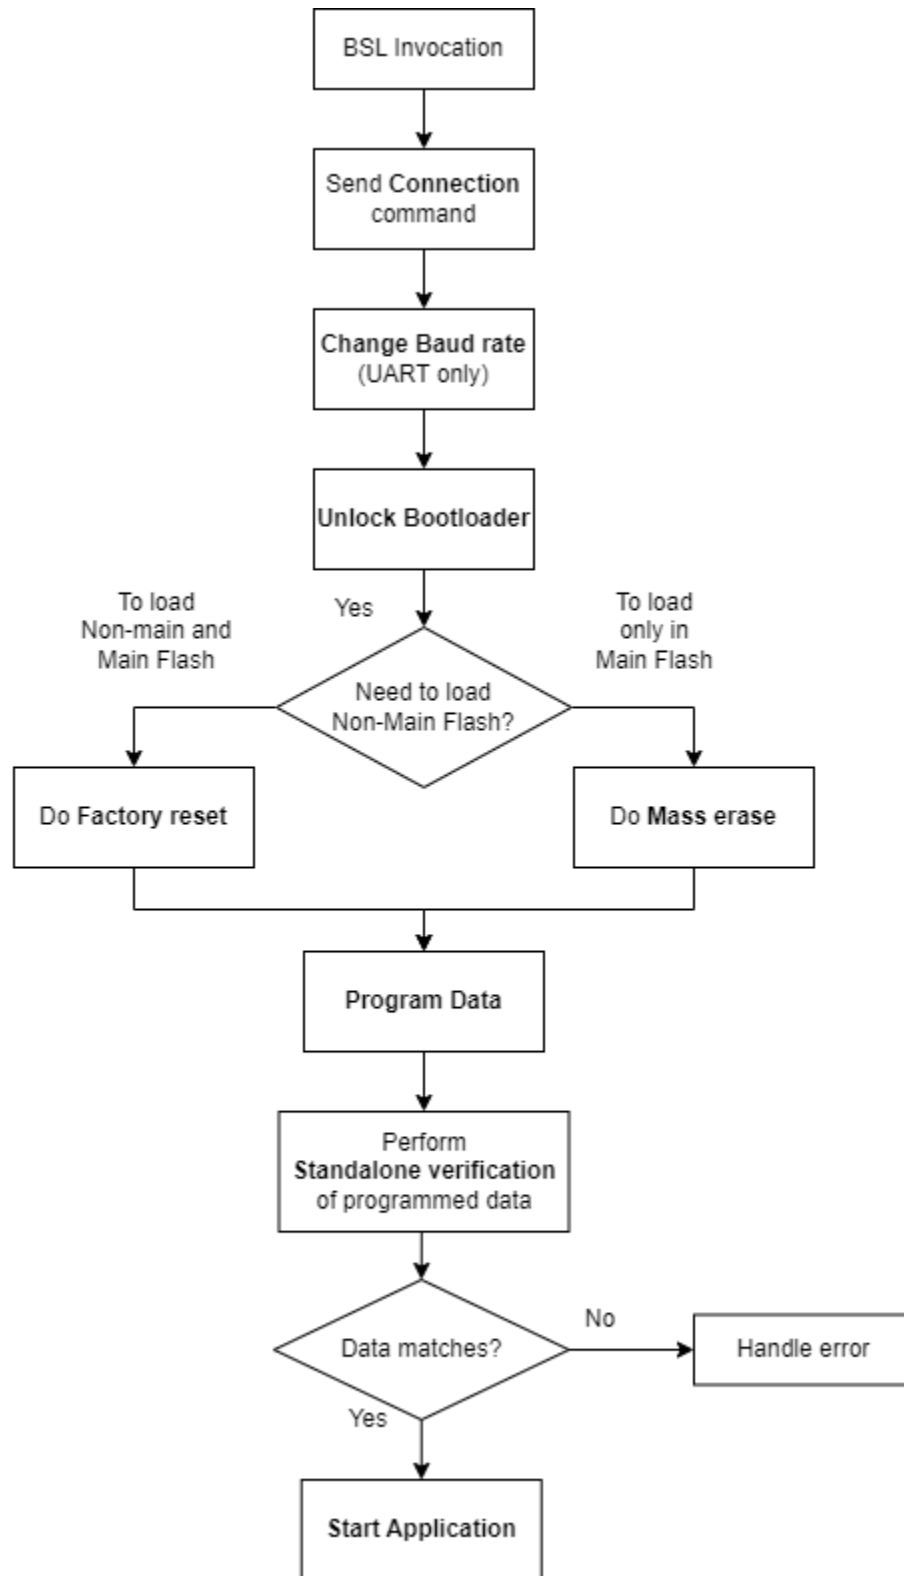 BSL Invocation
Send Connection
command
Change Baud rate
(UART only)
Unlock Bootloader
Yes
To load
Non-main and
Main Flash
To load
only in
Main Flash
Need to load
Non-Main Flash?
Do Factory reset
Do Mass erase
Program Data
Perform
Standalone verification
of programmed data
Data matches?
No
Handle error
Yes
Start Application